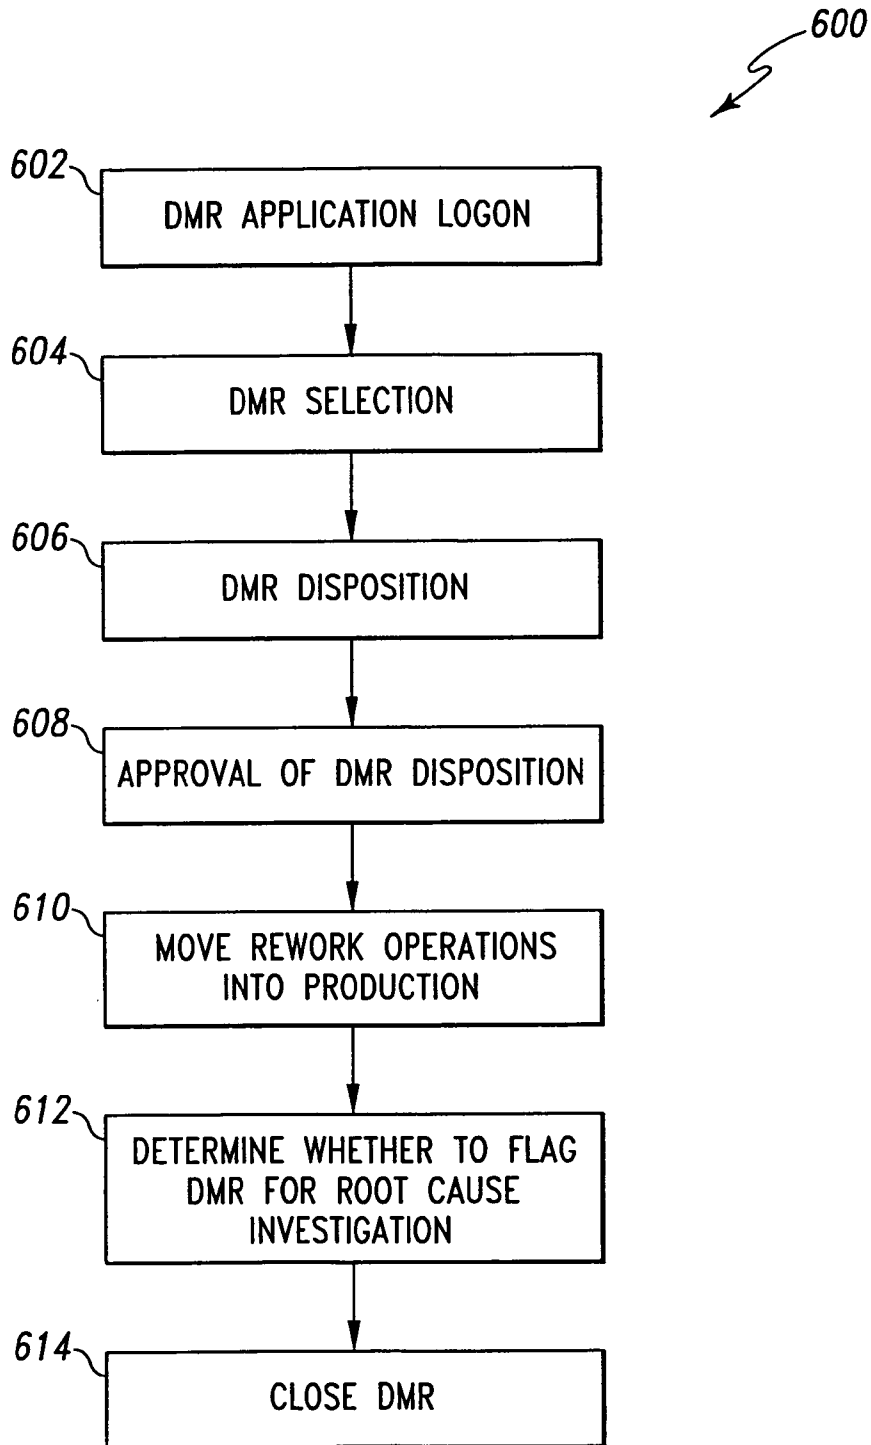 600
602
DMR APPLICATION LOGON
604
DMR SELECTION
606
DMR DISPOSITION
608
APPROVAL OF DMR DISPOSITION
610
MOVE REWORK OPERATIONS
INTO PRODUCTION
612
DETERMINE WHETHER TO FLAG
DMR FOR ROOT CAUSE
INVESTIGATION
614
CLOSE DMR